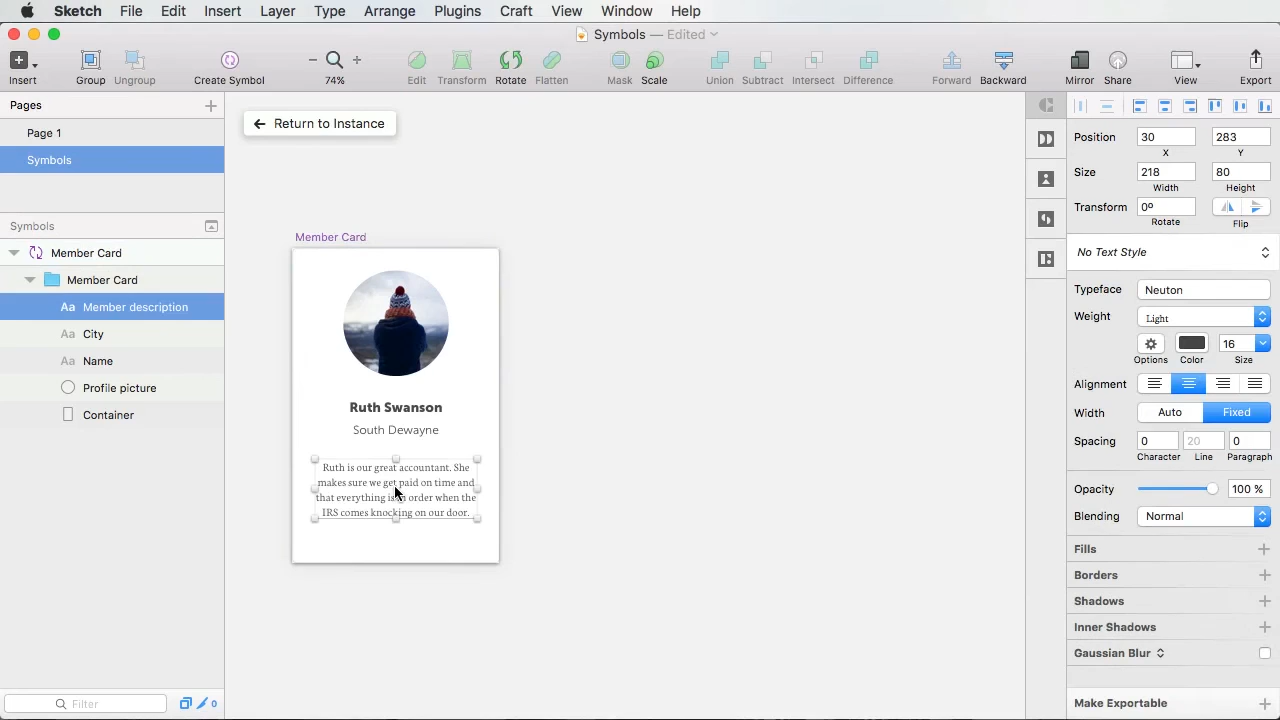 Sketch File Edit Insert Layer Type Arrange Plugins Craft View Window Help
Symbols — Edited
Insert Group Ungroup Create Symbol 74% Edit Transform Rotate Flatten Mask Scale Union Subtract Intersect Difference Forward Backward Mirror Share View Export
Pages
Page 1
Symbols
Symbols
Member Card
Member Card
Aa Member description
Aa City
Aa Name
Profile picture
Container
Filter 0
Return to Instance
Member Card
Ruth Swanson
South Dewayne
Ruth is our great accountant. She
makes sure we get paid on time and
that everything is in order when the
IRS comes knocking on our door.
Position 30 283
X Y
Size 218 80
Width Height
Transform 0º
Rotate Flip
No Text Style
Typeface Neuton
Weight Light
16
Options Color Size
Alignment
Width Auto Fixed
Spacing 0 20 0
Character Line Paragraph
Opacity 100 %
Blending Normal
Fills
Borders
Shadows
Inner Shadows
Gaussian Blur
Make Exportable